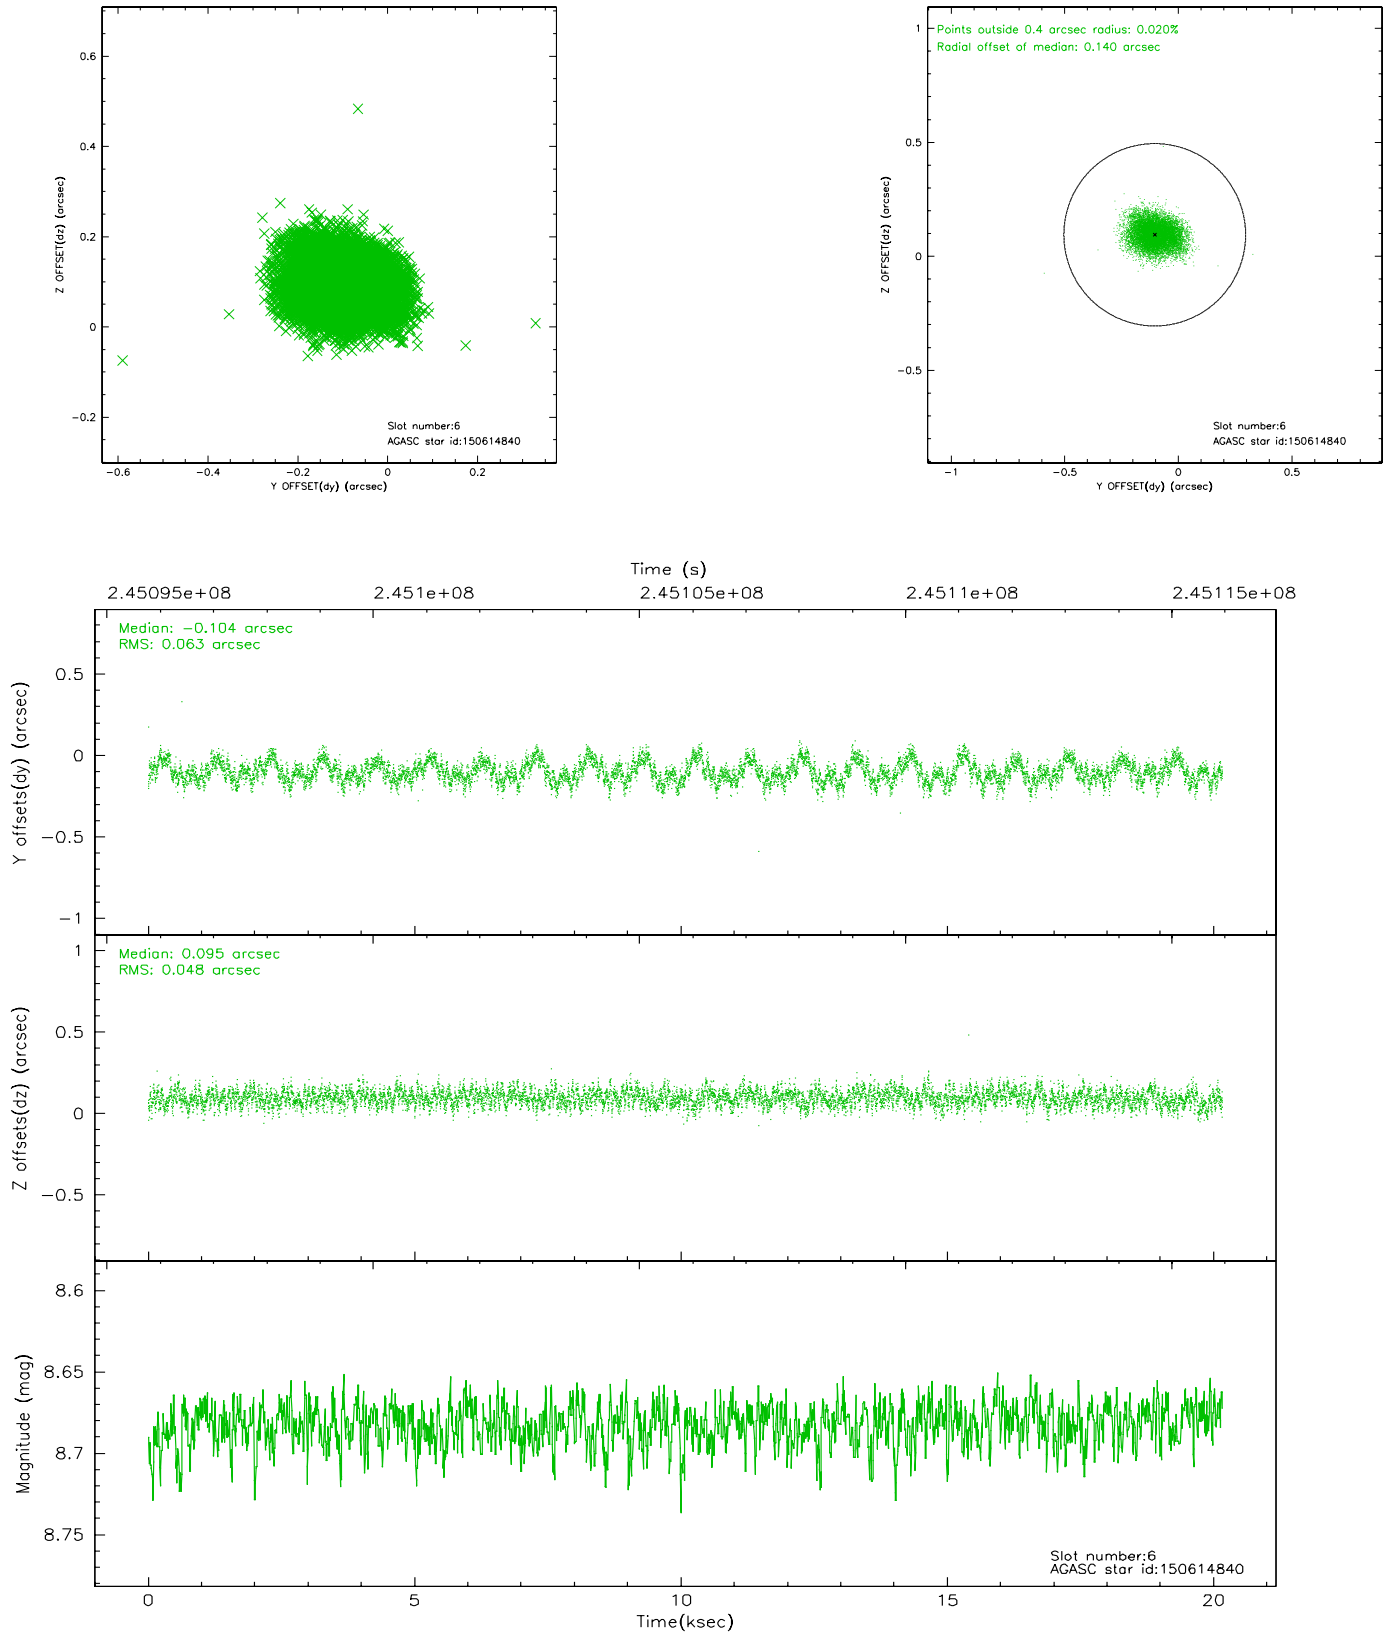 0.6
0.4
0.2
0
−0.2
Z OFFSET(dz) (arcsec)
Slot number:6
AGASC star id:150614840
−0.6 −0.4 −0.2 0 0.2
Y OFFSET(dy) (arcsec)
Points outside 0.4 arcsec radius: 0.020%
Radial offset of median: 0.140 arcsec
1
0.5
0
−0.5
Z OFFSET(dz) (arcsec)
Slot number:6
AGASC star id:150614840
−1 −0.5 0 0.5
Y OFFSET(dy) (arcsec)
Time (s)
2.45095e+08 2.451e+08 2.45105e+08 2.4511e+08 2.45115e+08
Median: −0.104 arcsec
RMS: 0.063 arcsec
0.5
0
−0.5
−1
Y offsets(dy) (arcsec)
Median: 0.095 arcsec
RMS: 0.048 arcsec
1
0.5
0
−0.5
Z offsets(dz) (arcsec)
8.6
8.65
8.7
8.75
Magnitude (mag)
Slot number:6
AGASC star id:150614840
0 5 10 15 20
Time(ksec)